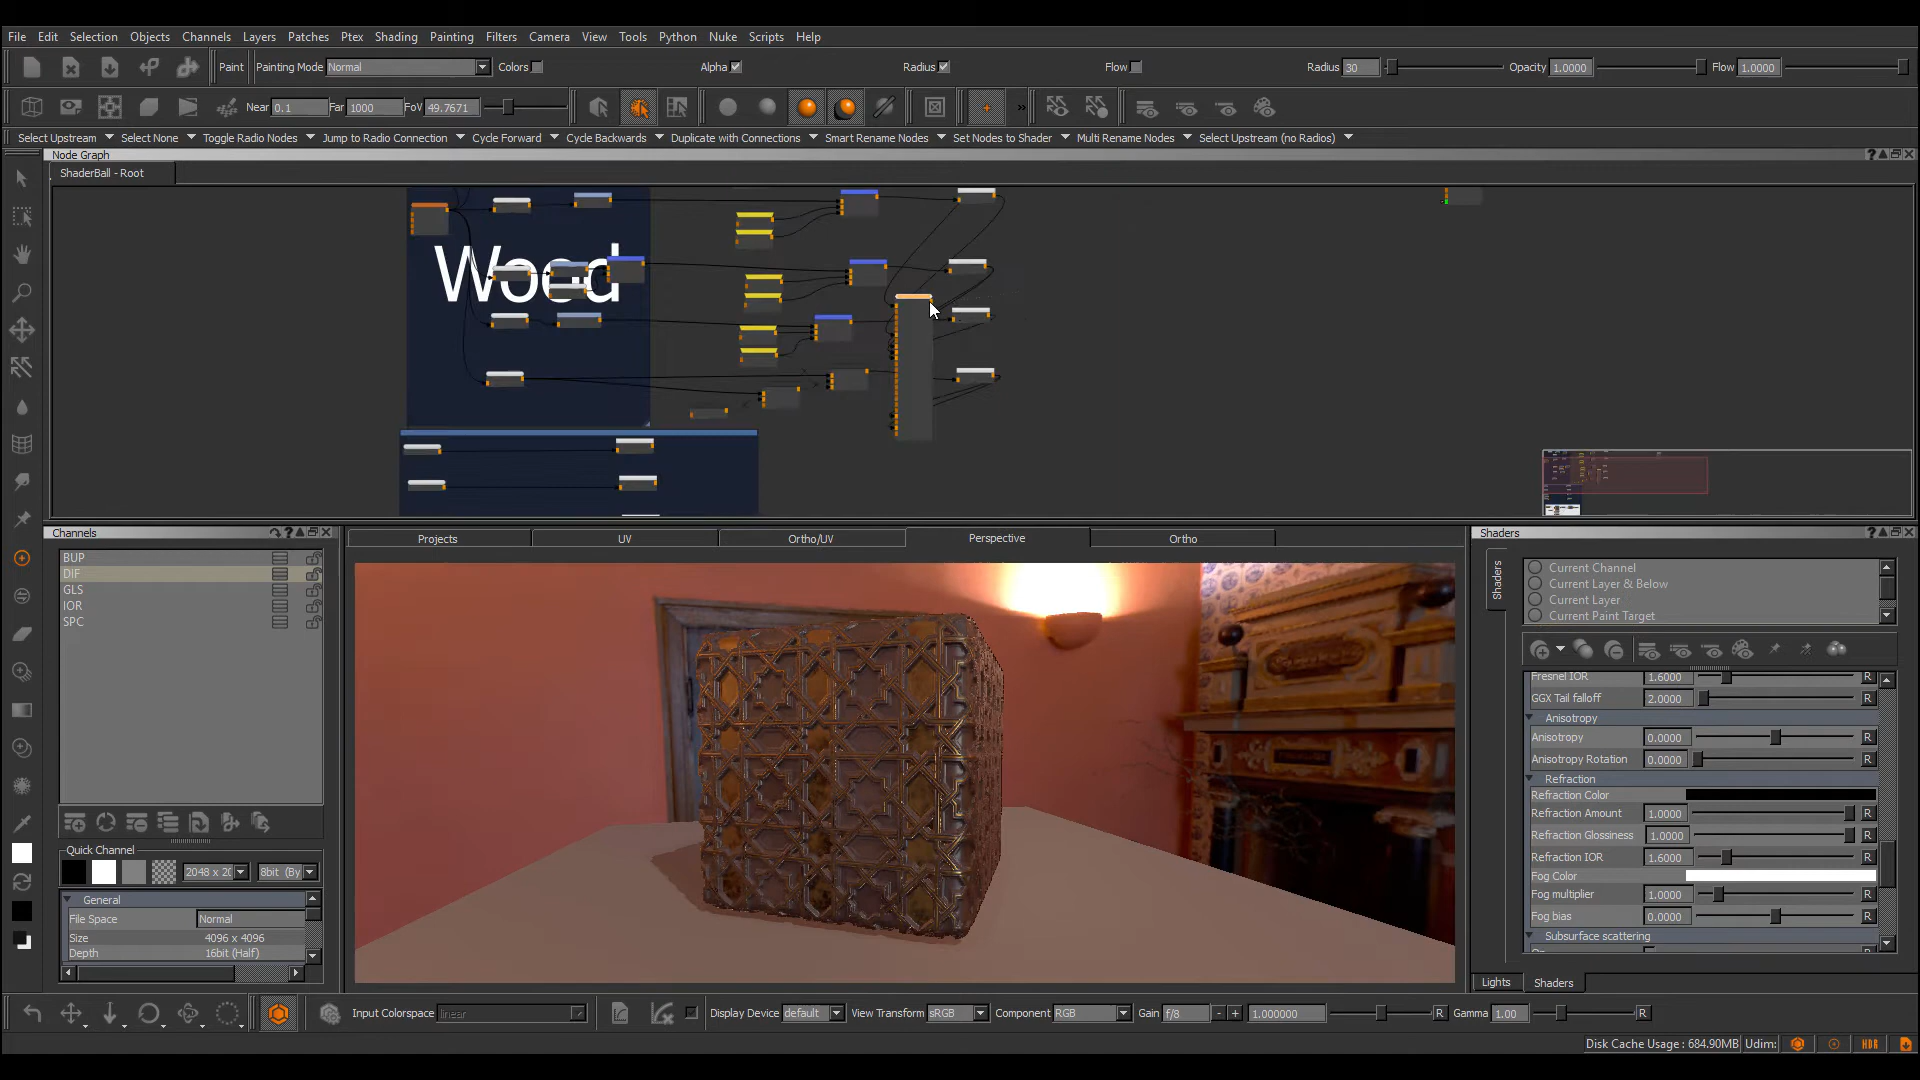 File Edit Selection Objects Channels Layers Patches Ptex Shading Painting Filters Camera View Tools Python Nuke Scripts Help
Paint Painting Mode Normal Colors Alpha Radius Flow Radius 30 Opacity 1.0000 Flow 1.0000
Near 0.1 Far 1000 FoV 49.7671 »
Select Upstream Select None Toggle Radio Nodes Jump to Radio Connection Cycle Forward Cycle Backwards Duplicate with Connections Smart Rename Nodes Set Nodes to Shader Multi Rename Nodes Select Upstream (no Radios)
Node Graph
ShaderBall - Root
Wood
Channels
BUP
DIF
GLS
IOR
SPC
Quick Channel
2048 x 20 8bit (By
General
File Space Normal
Size 4096 x 4096
Depth 16bit (Half)
Projects UV Ortho/UV Perspective Ortho
Shaders
Shaders
Current Channel
Current Layer & Below
Current Layer
Current Paint Target
Fresnel IOR 1.6000 R
GGX Tail falloff 2.0000 R
Anisotropy
Anisotropy 0.0000 R
Anisotropy Rotation 0.0000 R
Refraction
Refraction Color
Refraction Amount 1.0000 R
Refraction Glossiness 1.0000 R
Refraction IOR 1.6000 R
Fog Color
Fog multiplier 1.0000 R
Fog bias 0.0000 R
Subsurface scattering
Lights Shaders
Input Colorspace linear Display Device default View Transform sRGB Component RGB Gain f/8 - + 1.000000 R Gamma 1.00 R
Disk Cache Usage : 684.90MB Udim: HDR